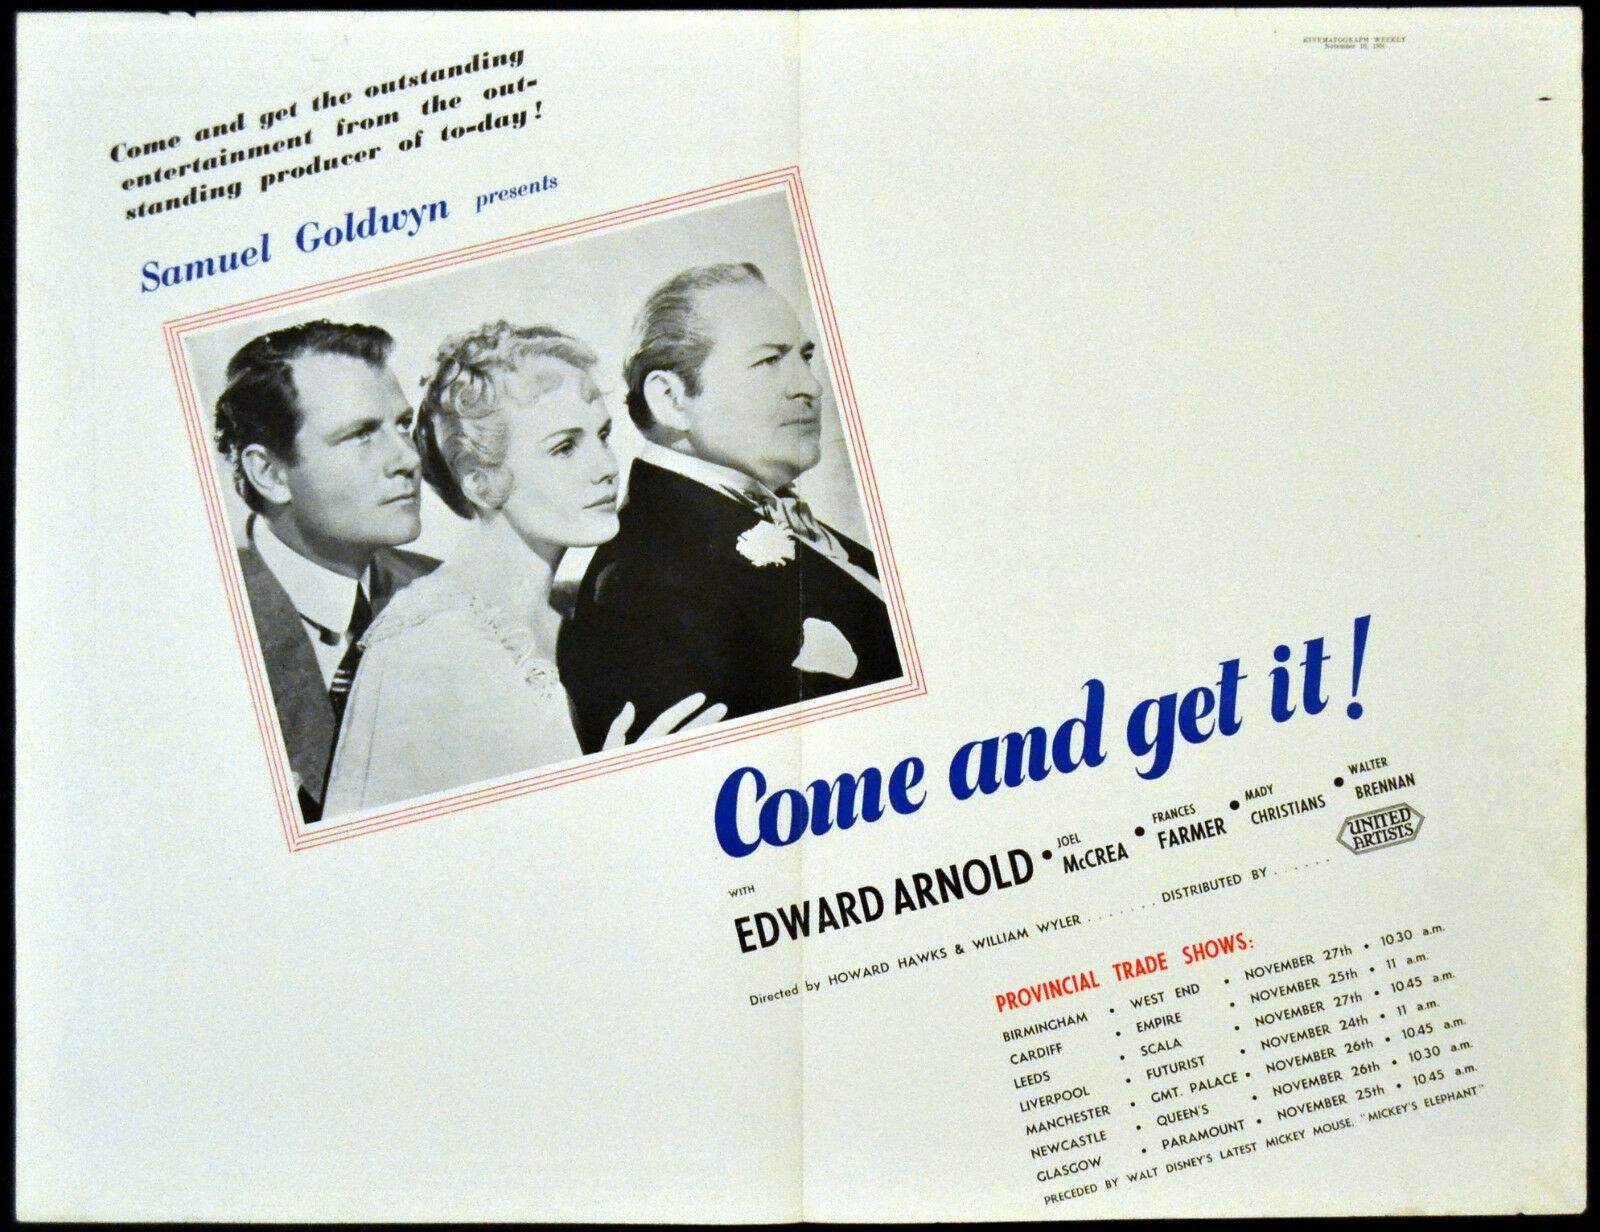 KINEMATOGRAPH WEEKLY
November 19, 1936
Come and get the outstanding
entertainment from the out-
standing producer of to-day!
Samuel Goldwyn presents
Come and get it!
WITH
EDWARD ARNOLD • JOEL McCREA • FRANCES FARMER • MADY CHRISTIANS • WALTER BRENNAN
Directed by HOWARD HAWKS & WILLIAM WYLER . . . . . . . DISTRIBUTED BY . . . . . . UNITED ARTISTS
PROVINCIAL TRADE SHOWS:
BIRMINGHAM • WEST END • NOVEMBER 27th • 10.30 a.m.
CARDIFF • EMPIRE • NOVEMBER 25th • 11 a.m.
LEEDS • SCALA • NOVEMBER 27th • 10.45 a.m.
LIVERPOOL • FUTURIST • NOVEMBER 24th • 11 a.m.
MANCHESTER • GMT. PALACE • NOVEMBER 26th • 10.45 a.m.
NEWCASTLE • QUEEN'S • NOVEMBER 26th • 10.30 a.m.
GLASGOW • PARAMOUNT • NOVEMBER 25th • 10.45 a.m.
PRECEDED BY WALT DISNEY'S LATEST MICKEY MOUSE, "MICKEY'S ELEPHANT"